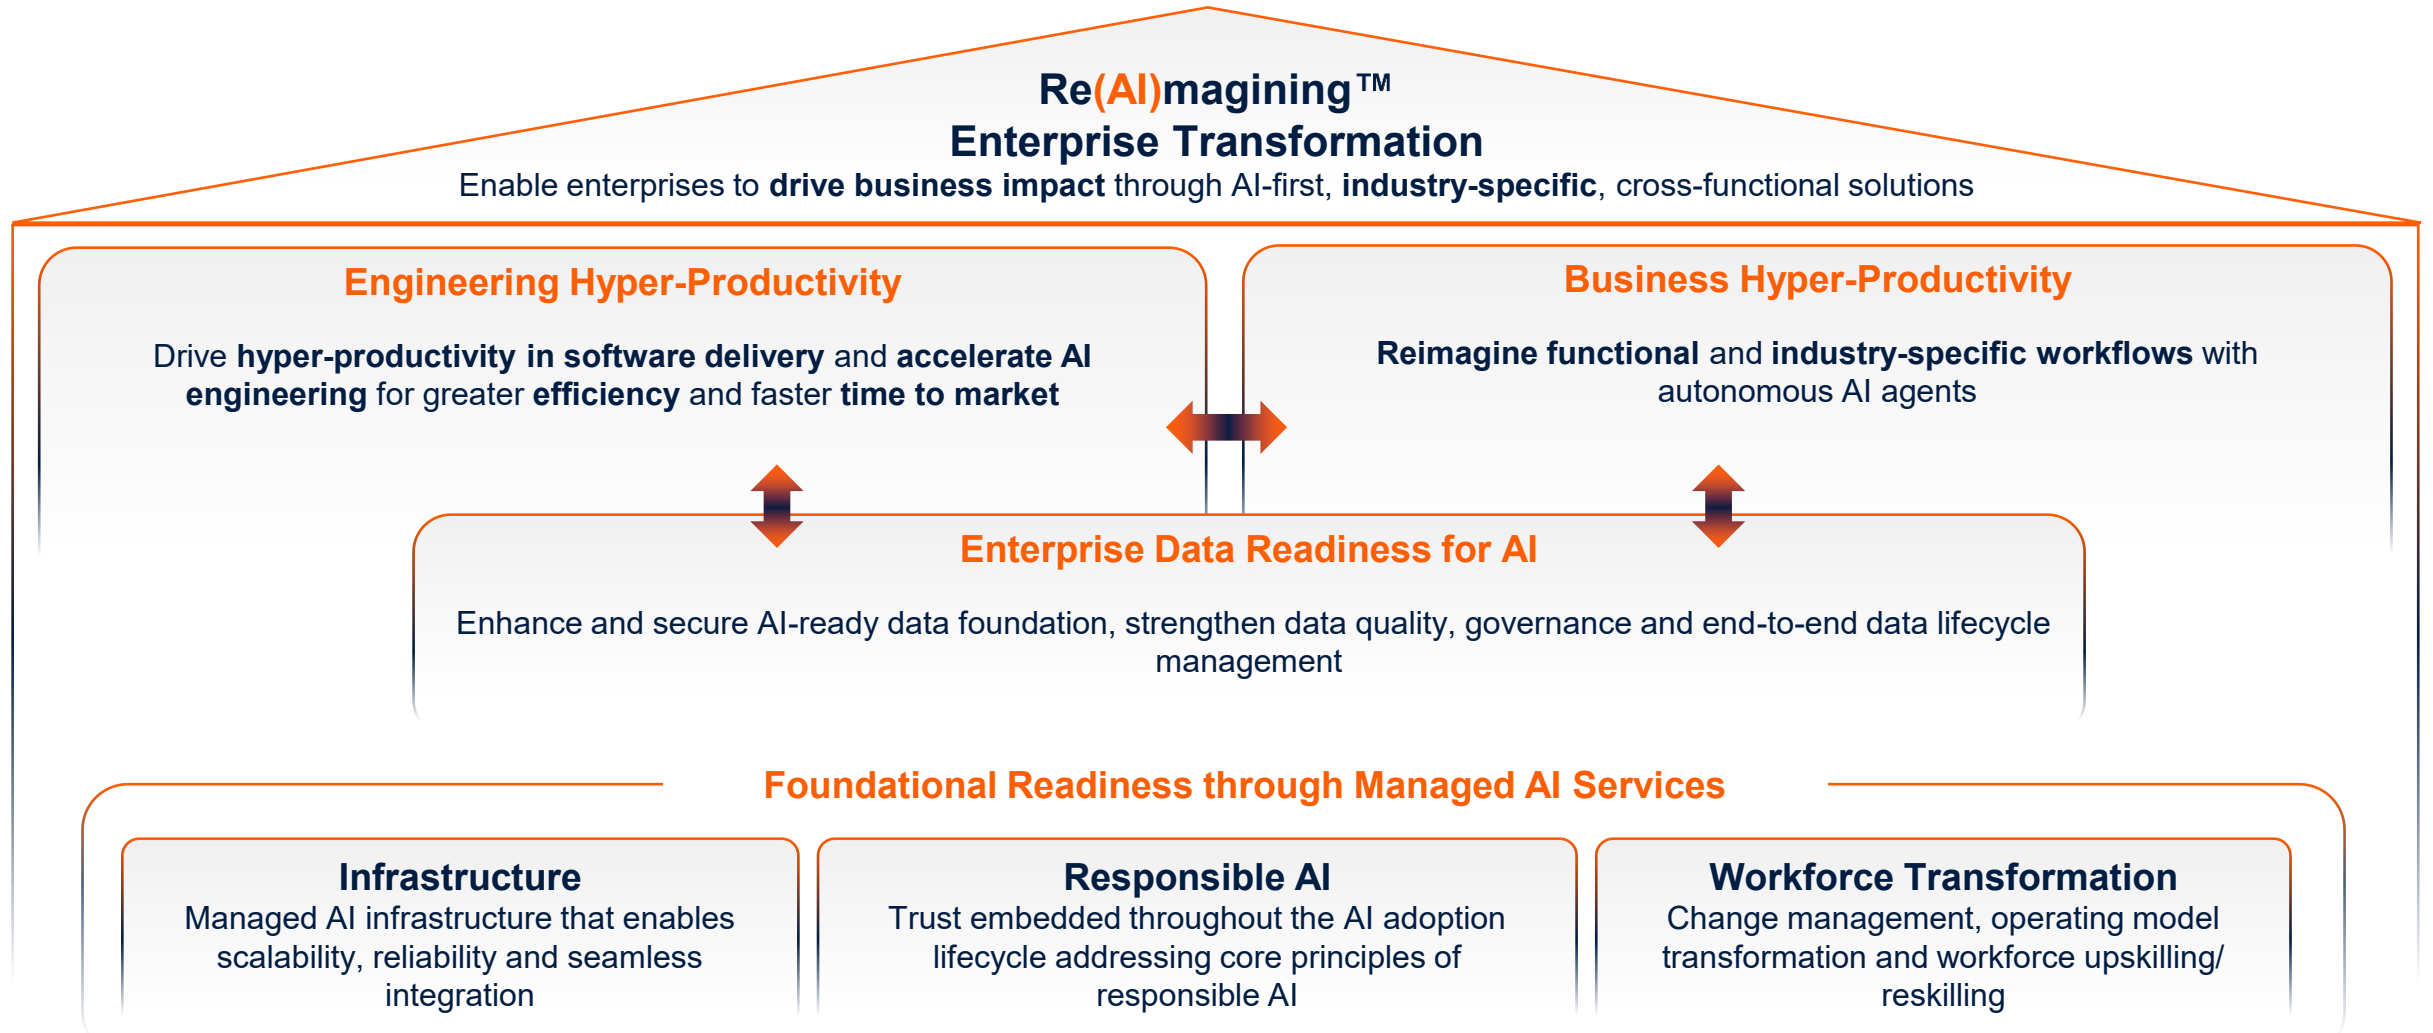 Re(AI)magining™
Enterprise Transformation
Enable enterprises to drive business impact through AI-first, industry-specific, cross-functional solutions
Engineering Hyper-Productivity
Drive hyper-productivity in software delivery and accelerate AI
engineering for greater efficiency and faster time to market
Business Hyper-Productivity
Reimagine functional and industry-specific workflows with
autonomous AI agents
Enterprise Data Readiness for AI
Enhance and secure AI-ready data foundation, strengthen data quality, governance and end-to-end data lifecycle
management
Foundational Readiness through Managed AI Services
Infrastructure
Managed AI infrastructure that enables
scalability, reliability and seamless
integration
Responsible AI
Trust embedded throughout the AI adoption
lifecycle addressing core principles of
responsible AI
Workforce Transformation
Change management, operating model
transformation and workforce upskilling/
reskilling